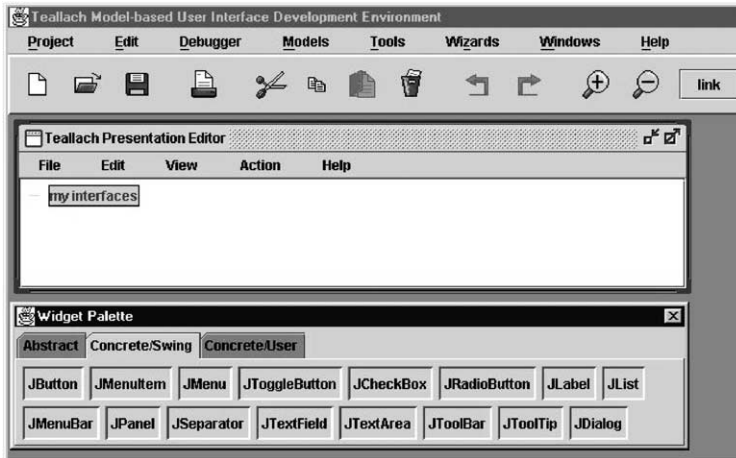 Teallach Model-based User Interface Development Environment
Project Edit Debugger Models Tools Wizards Windows Help
link
Teallach Presentation Editor
File Edit View Action Help
my interfaces
Widget Palette
Abstract Concrete/Swing Concrete/User
JButton JMenuItem JMenu JToggleButton JCheckBox JRadioButton JLabel JList
JMenuBar JPanel JSeparator JTextField JTextArea JToolBar JToolTip JDialog